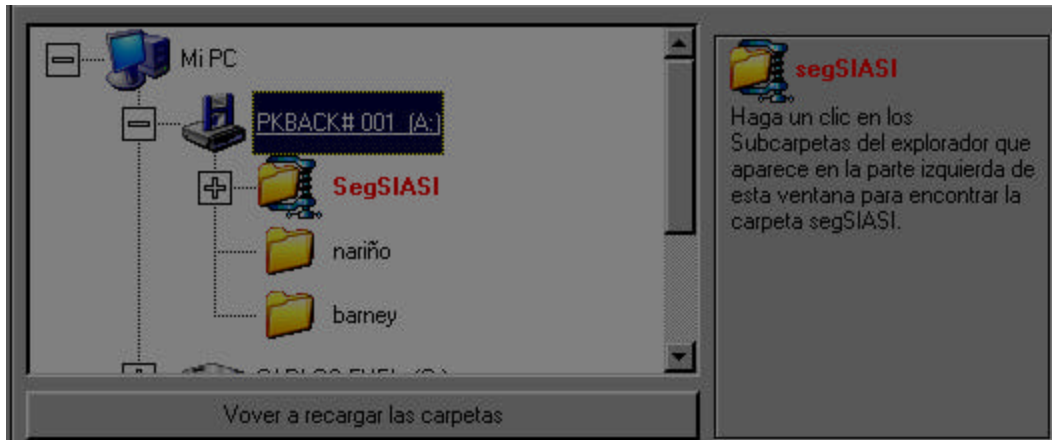 Mi PC
PKBACK# 001 (A:)
SegSIASI
nariño
barney
Vover a recargar las carpetas
segSIASI
Haga un clic en los
Subcarpetas del explorador que
aparece en la parte izquierda de
esta ventana para encontrar la
carpeta segSIASI.